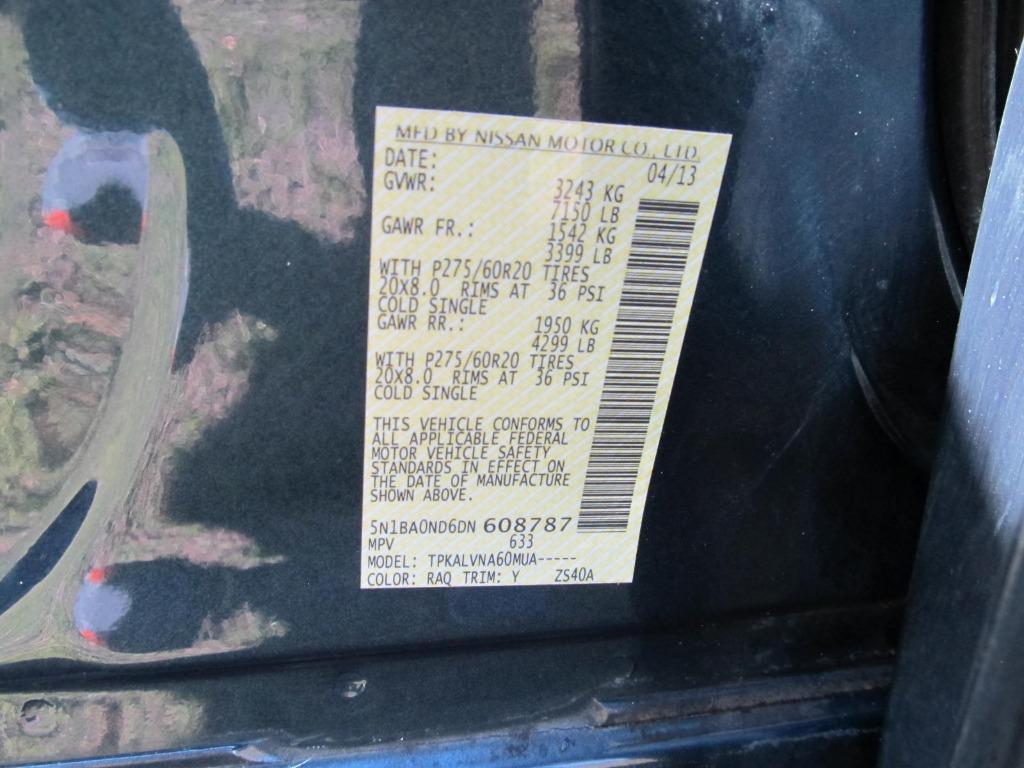 MFD BY NISSAN MOTOR CO., LTD.
DATE: 04/13
GVWR: 3243 KG
7150 LB
GAWR FR.: 1542 KG
3399 LB
WITH P275/60R20 TIRES
20X8.0 RIMS AT 36 PSI
COLD SINGLE
GAWR RR.: 1950 KG
4299 LB
WITH P275/60R20 TIRES
20X8.0 RIMS AT 36 PSI
COLD SINGLE
THIS VEHICLE CONFORMS TO
ALL APPLICABLE FEDERAL
MOTOR VEHICLE SAFETY
STANDARDS IN EFFECT ON
THE DATE OF MANUFACTURE
SHOWN ABOVE.
5N1BA0ND6DN 608787
MPV 633
MODEL: TPKALVNA60MUA-----
COLOR: RAQ TRIM: Y ZS40A